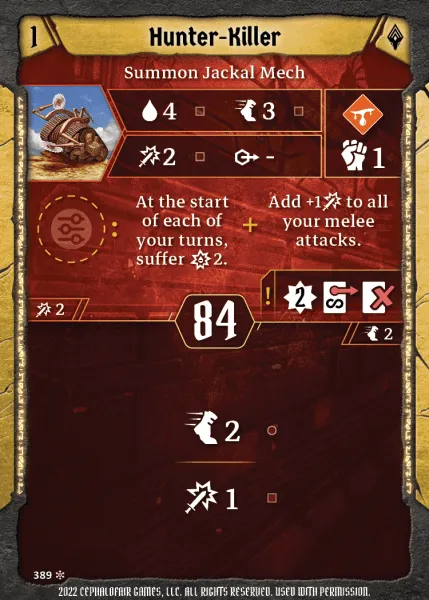 1
Hunter-Killer
Summon Jackal Mech
4 3
2 - 1
At the start
of each of
your turns,
suffer 2.
+
Add +1 to all
your melee
attacks.
! 2 S X
2
84
2
2
1
389
2022 CEPHALOFAIR GAMES, LLC. ALL RIGHTS RESERVED. USED WITH PERMISSION.